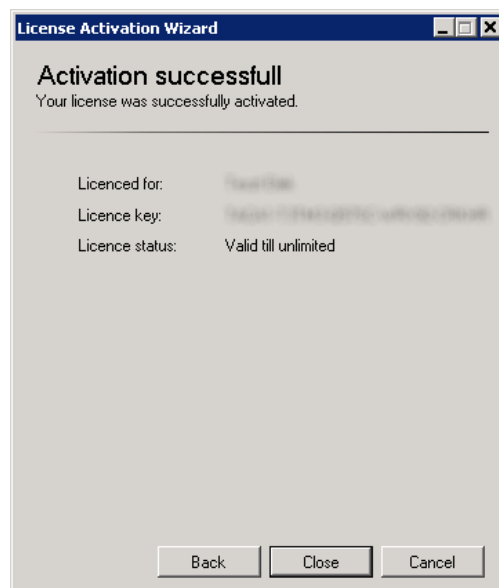 License Activation Wizard
Activation successfull
Your license was successfully activated.
Licenced for:
Licence key:
Licence status: Valid till unlimited
Back Close Cancel